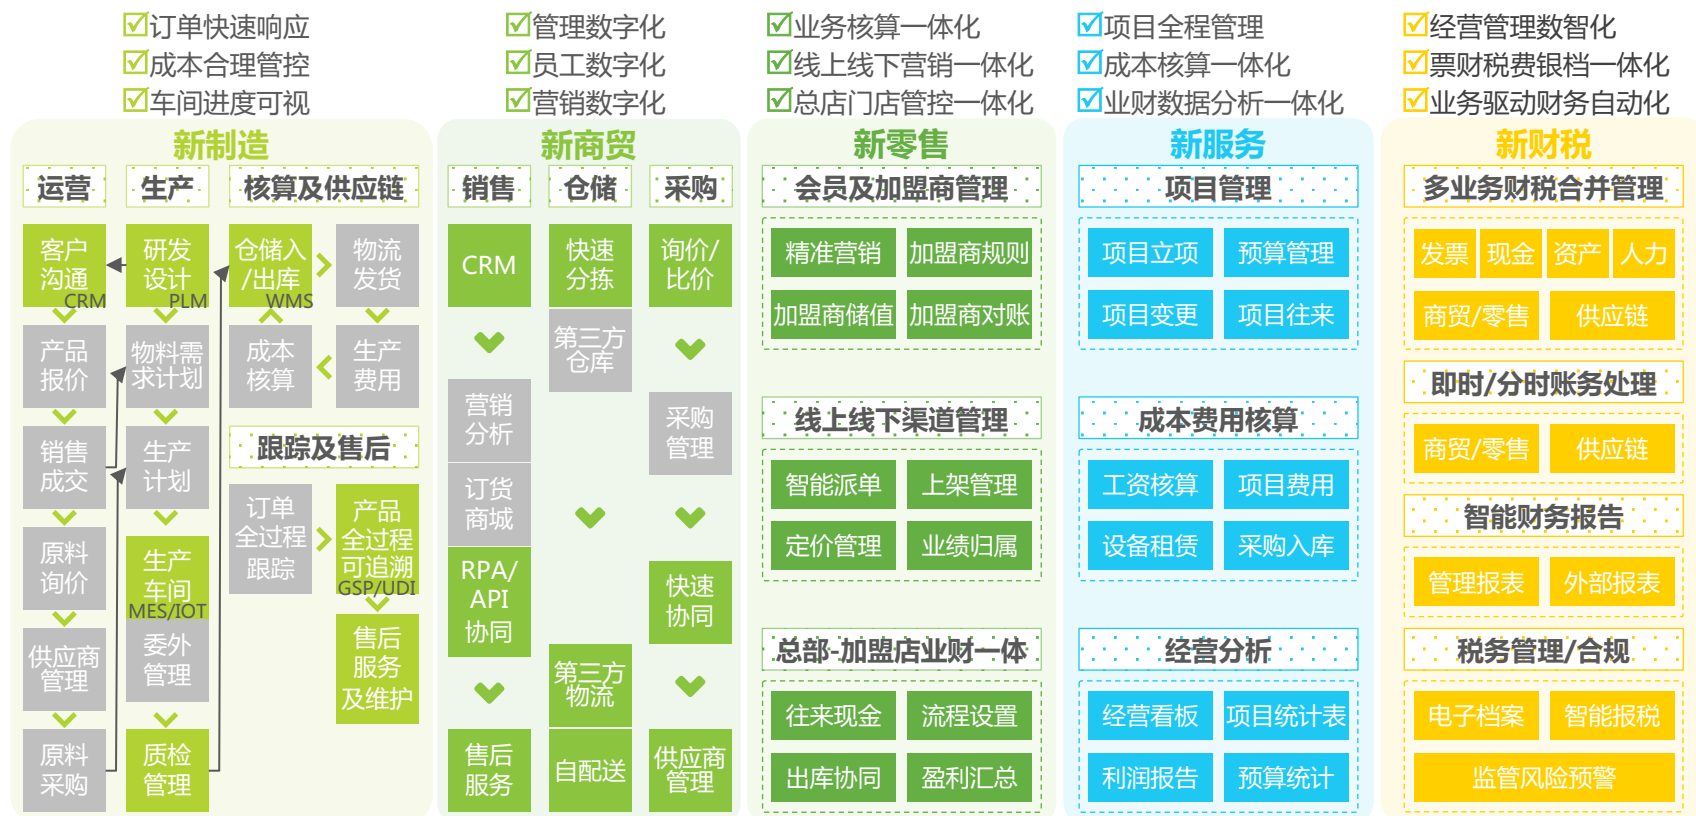 订单快速响应
成本合理管控
车间进度可视
管理数字化
员工数字化
营销数字化
业务核算一体化
线上线下营销一体化
总店门店管控一体化
项目全程管理
成本核算一体化
业财数据分析一体化
经营管理数智化
票财税费银档一体化
业务驱动财务自动化
新制造
运营
生产
核算及供应链
客户
沟通
CRM
产品
报价
销售
成交
原料
询价
供应商
管理
原料
采购
研发
设计
PLM
物料需
求计划
生产
计划
生产
车间
MES/IOT
委外
管理
质检
管理
仓储入
/出库
WMS
物流
发货
成本
核算
生产
费用
跟踪及售后
订单
全过程
跟踪
产品
全过程
可追溯
GSP/UDI
售后
服务
及维护
新商贸
销售
仓储
采购
CRM
营销
分析
订货
商城
RPA/
API
协同
售后
服务
快速
分拣
第三方
仓库
第三方
物流
自配送
询价/
比价
采购
管理
快速
协同
供应商
管理
新零售
会员及加盟商管理
精准营销
加盟商规则
加盟商储值
加盟商对账
线上线下渠道管理
智能派单
上架管理
定价管理
业绩归属
总部-加盟店业财一体
往来现金
流程设置
出库协同
盈利汇总
新服务
项目管理
项目立项
预算管理
项目变更
项目往来
成本费用核算
工资核算
项目费用
设备租赁
采购入库
经营分析
经营看板
项目统计表
利润报告
预算统计
新财税
多业务财税合并管理
发票
现金
资产
人力
商贸/零售
供应链
即时/分时账务处理
商贸/零售
供应链
智能财务报告
管理报表
外部报表
税务管理/合规
电子档案
智能报税
监管风险预警